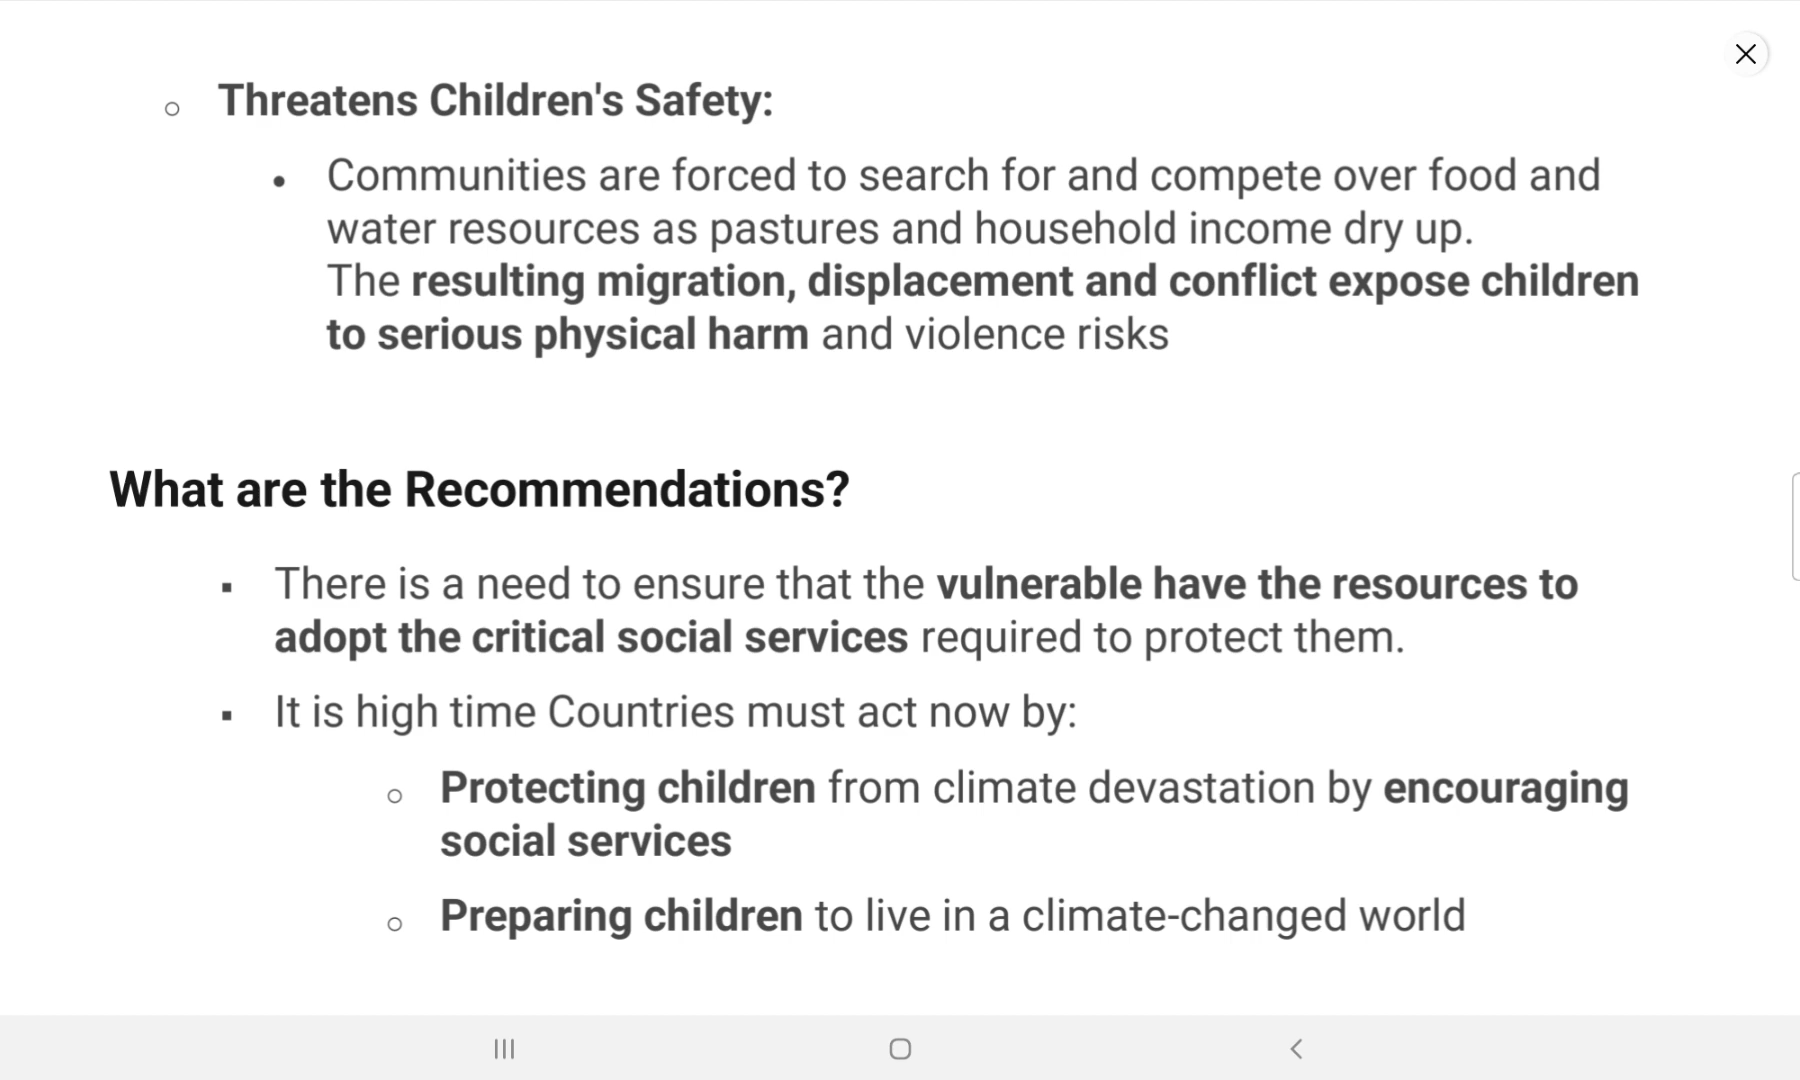 Threatens Children's Safety:
Communities are forced to search for and compete over food and
water resources as pastures and household income dry up.
The resulting migration, displacement and conflict expose children
to serious physical harm and violence risks
What are the Recommendations?
There is a need to ensure that the vulnerable have the resources to
adopt the critical social services required to protect them.
It is high time Countries must act now by:
Protecting children from climate devastation by encouraging
social services
Preparing children to live in a climate-changed world